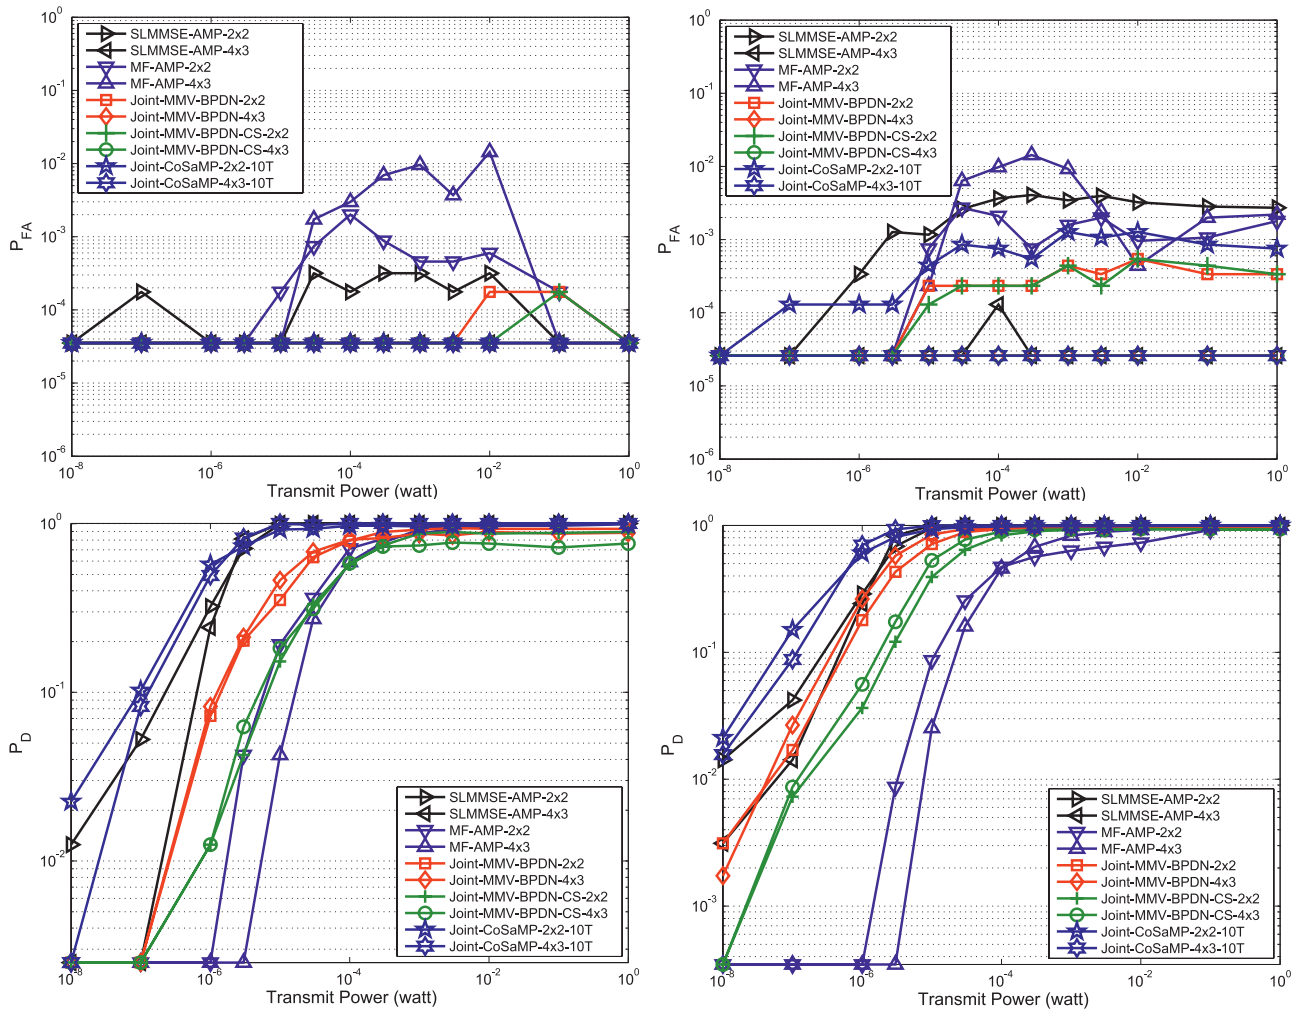 10^0
10^-1
10^-2
10^-3
10^-4
10^-5
10^-6
P_FA
SLMMSE-AMP-2x2
SLMMSE-AMP-4x3
MF-AMP-2x2
MF-AMP-4x3
Joint-MMV-BPDN-2x2
Joint-MMV-BPDN-4x3
Joint-MMV-BPDN-CS-2x2
Joint-MMV-BPDN-CS-4x3
Joint-CoSaMP-2x2-10T
Joint-CoSaMP-4x3-10T
10^-8 10^-6 10^-4 10^-2 10^0
Transmit Power (watt)
10^0
10^-1
10^-2
10^-3
10^-4
10^-5
10^-6
P_FA
SLMMSE-AMP-2x2
SLMMSE-AMP-4x3
MF-AMP-2x2
MF-AMP-4x3
Joint-MMV-BPDN-2x2
Joint-MMV-BPDN-4x3
Joint-MMV-BPDN-CS-2x2
Joint-MMV-BPDN-CS-4x3
Joint-CoSaMP-2x2-10T
Joint-CoSaMP-4x3-10T
10^-8 10^-6 10^-4 10^-2 10^0
Transmit Power (watt)
10^0
10^-1
10^-2
P_D
SLMMSE-AMP-2x2
SLMMSE-AMP-4x3
MF-AMP-2x2
MF-AMP-4x3
Joint-MMV-BPDN-2x2
Joint-MMV-BPDN-4x3
Joint-MMV-BPDN-CS-2x2
Joint-MMV-BPDN-CS-4x3
Joint-CoSaMP-2x2-10T
Joint-CoSaMP-4x3-10T
10^-8 10^-6 10^-4 10^-2 10^0
Transmit Power (watt)
10^0
10^-1
10^-2
10^-3
P_D
SLMMSE-AMP-2x2
SLMMSE-AMP-4x3
MF-AMP-2x2
MF-AMP-4x3
Joint-MMV-BPDN-2x2
Joint-MMV-BPDN-4x3
Joint-MMV-BPDN-CS-2x2
Joint-MMV-BPDN-CS-4x3
Joint-CoSaMP-2x2-10T
Joint-CoSaMP-4x3-10T
10^-8 10^-6 10^-4 10^-2 10^0
Transmit Power (watt)